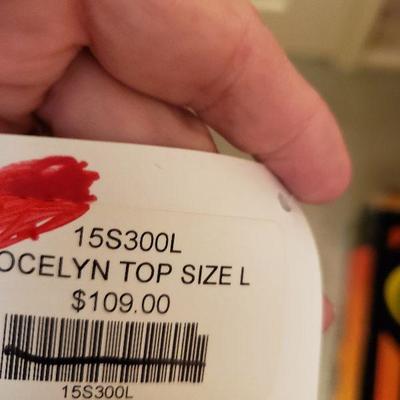 15S300L
OCELYN TOP SIZE L
$109.00
15S300L